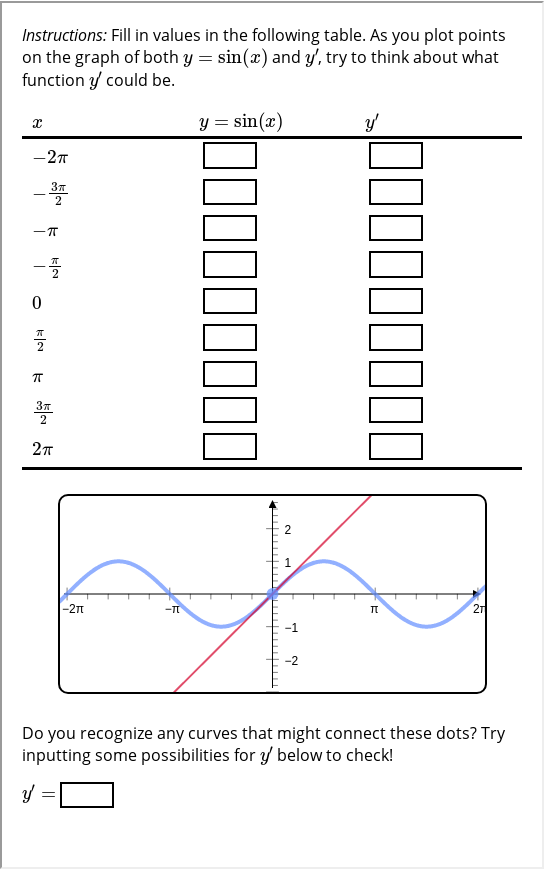 Instructions: Fill in values in the following table. As you plot points
on the graph of both y = sin(x) and y′, try to think about what
function y′ could be.
x y = sin(x) y′
−2π
−3π/2
−π
−π/2
0
π/2
π
3π/2
2π
2
1
−2π −π π 2π
−1
−2
Do you recognize any curves that might connect these dots? Try
inputting some possibilities for y′ below to check!
y′ =